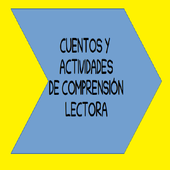 CUENTOS Y
ACTIVIDADES
DE COMPRENSIÓN
LECTORA